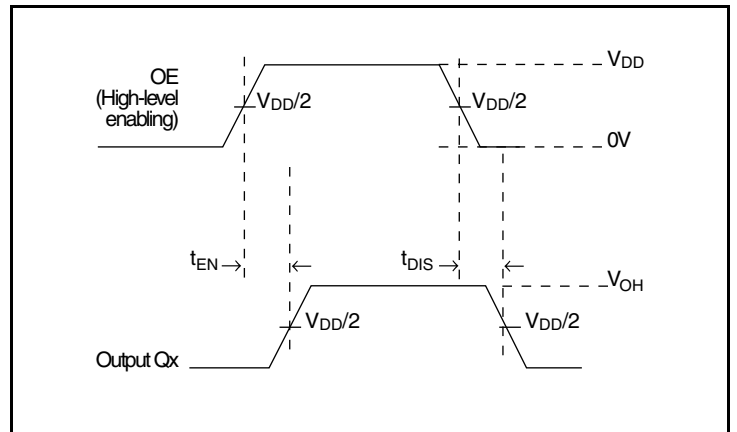 OE
(High-level
enabling)
VDD/2
VDD/2
VDD
0V
tEN
tDIS
VOH
VDD/2
VDD/2
Output Qx